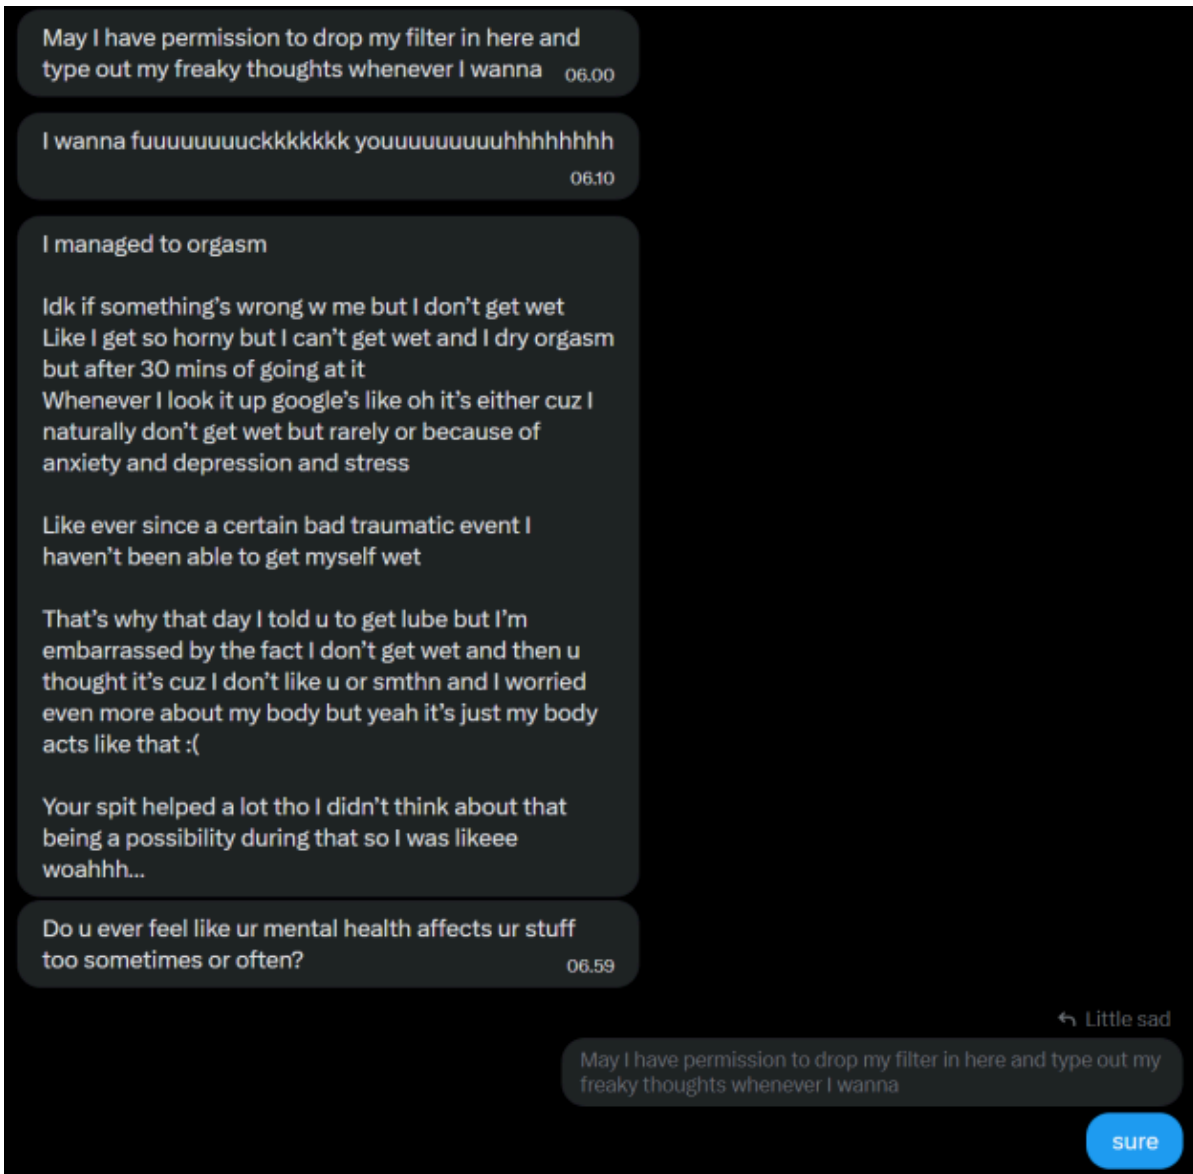 May I have permission to drop my filter in here and
type out my freaky thoughts whenever I wanna 06.00
I wanna fuuuuuuuuckkkkkkk youuuuuuuuuuhhhhhhhh
06.10
I managed to orgasm
Idk if something's wrong w me but I don't get wet
Like I get so horny but I can't get wet and I dry orgasm
but after 30 mins of going at it
Whenever I look it up google's like oh it's either cuz I
naturally don't get wet but rarely or because of
anxiety and depression and stress
Like ever since a certain bad traumatic event I
haven't been able to get myself wet
That's why that day I told u to get lube but I'm
embarrassed by the fact I don't get wet and then u
thought it's cuz I don't like u or smthn and I worried
even more about my body but yeah it's just my body
acts like that :(
Your spit helped a lot tho I didn't think about that
being a possibility during that so I was likeee
woahhh...
Do u ever feel like ur mental health affects ur stuff
too sometimes or often? 06.59
Little sad
May I have permission to drop my filter in here and type out my
freaky thoughts whenever I wanna
sure